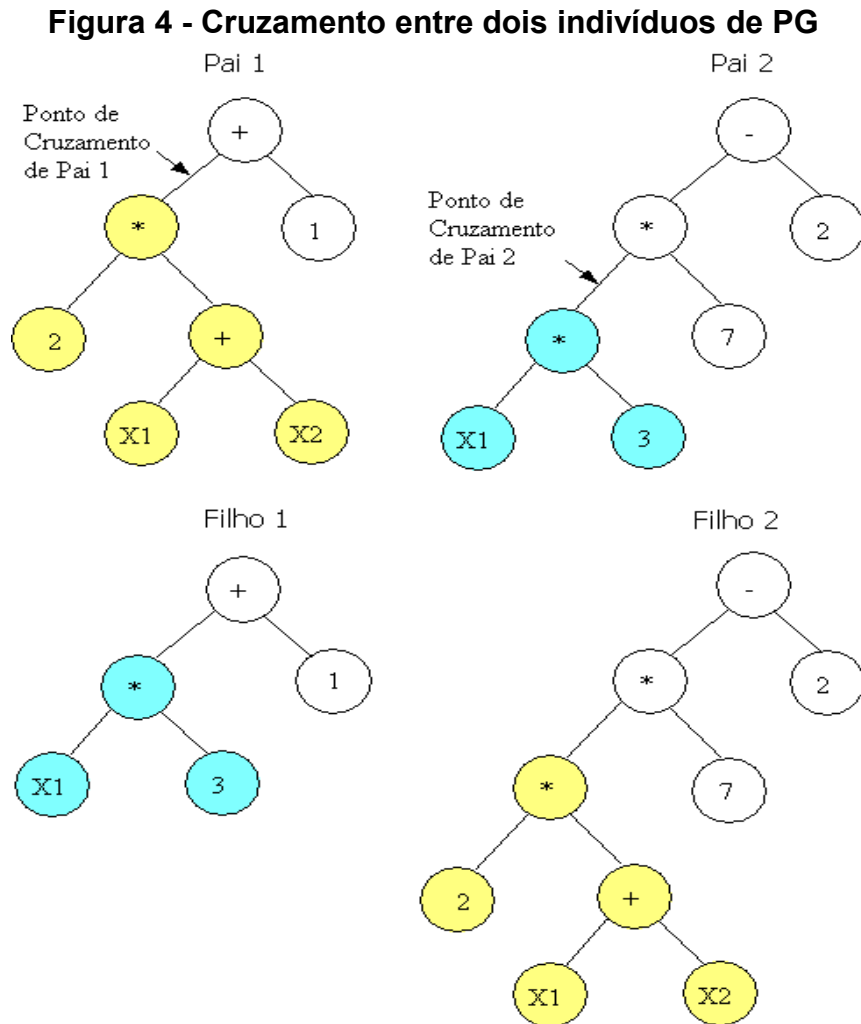 Figura 4 - Cruzamento entre dois indivíduos de PG
Pai 1
Ponto de
Cruzamento
de Pai 1
+
*
1
2
+
X1
X2
Pai 2
Ponto de
Cruzamento
de Pai 2
-
*
2
*
7
X1
3
Filho 1
+
*
1
X1
3
Filho 2
-
*
2
*
7
2
+
X1
X2